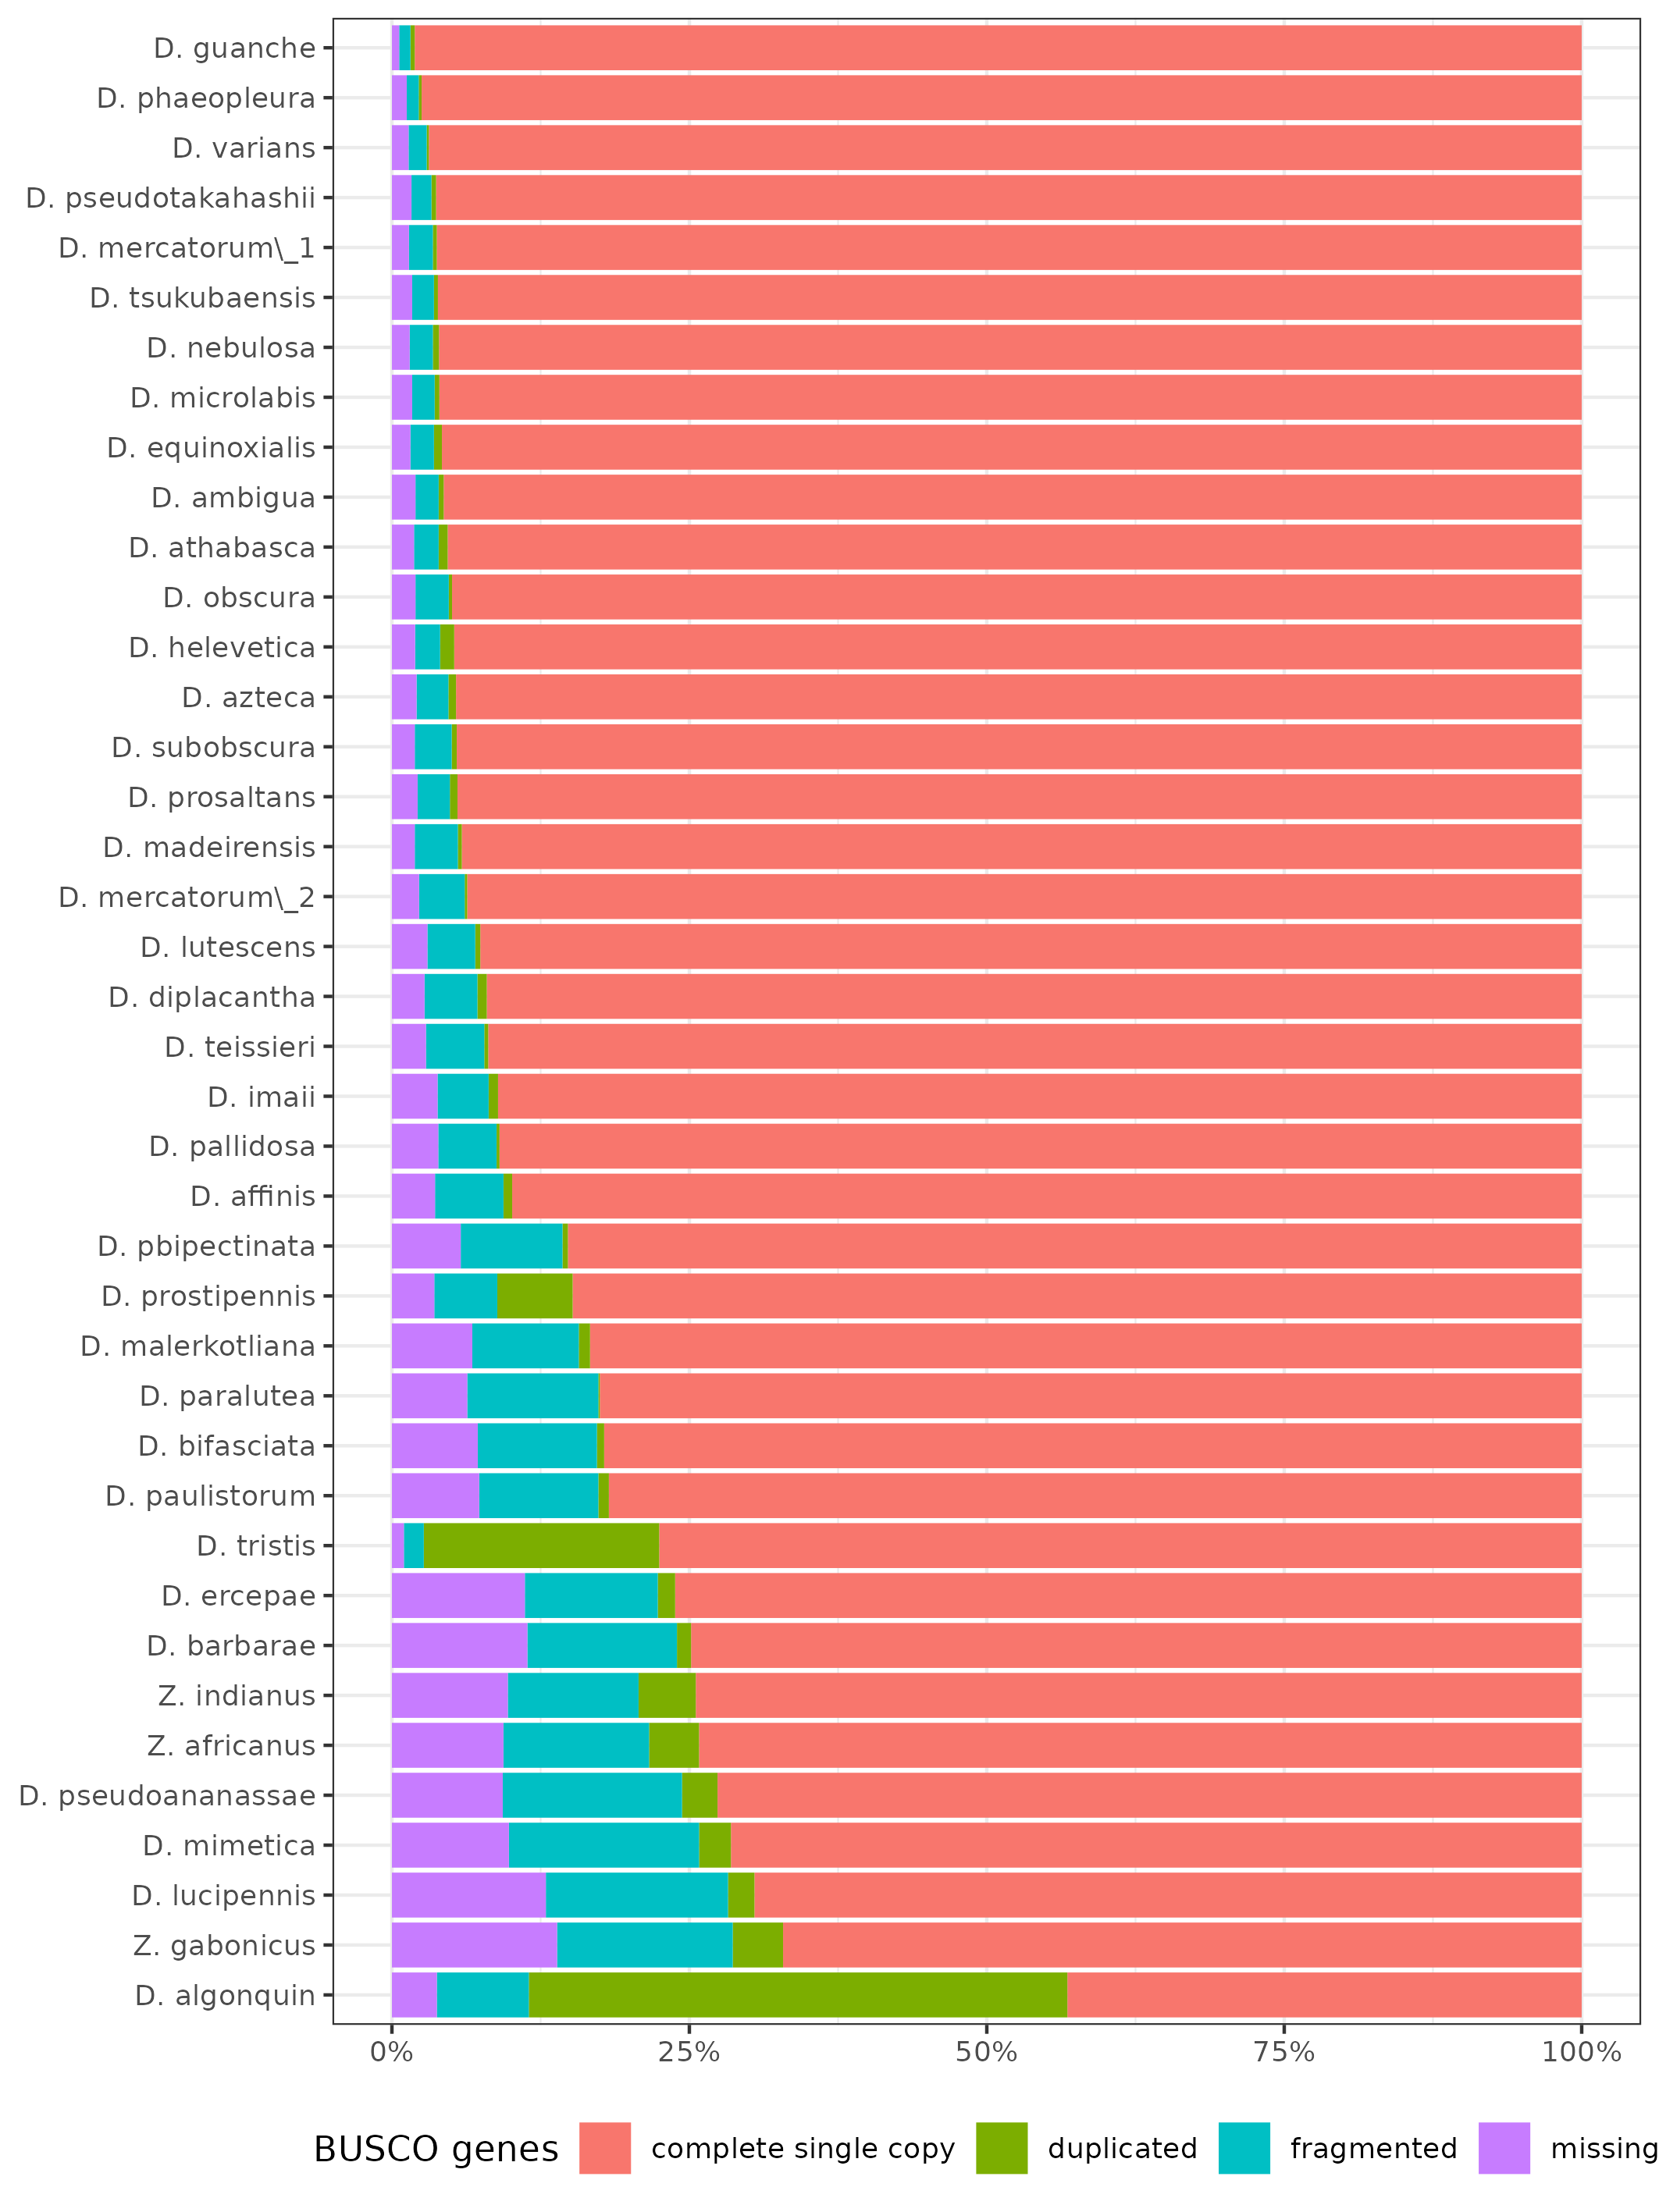 D. guanche
D. phaeopleura
D. varians
D. pseudotakahashii
D. mercatorum\_1
D. tsukubaensis
D. nebulosa
D. microlabis
D. equinoxialis
D. ambigua
D. athabasca
D. obscura
D. helevetica
D. azteca
D. subobscura
D. prosaltans
D. madeirensis
D. mercatorum\_2
D. lutescens
D. diplacantha
D. teissieri
D. imaii
D. pallidosa
D. affinis
D. pbipectinata
D. prostipennis
D. malerkotliana
D. paralutea
D. bifasciata
D. paulistorum
D. tristis
D. ercepae
D. barbarae
Z. indianus
Z. africanus
D. pseudoananassae
D. mimetica
D. lucipennis
Z. gabonicus
D. algonquin
0% 25% 50% 75% 100%
BUSCO genes complete single copy duplicated fragmented missing